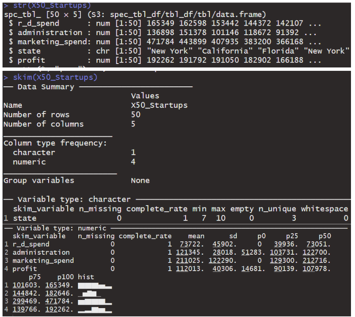 > str(X50_Startups)
spc_tbl_ [50 × 5] (S3: spec_tbl_df/tbl_df/tbl/data.frame)
$ r_d_spend : num [1:50] 165349 162598 153442 144372 142107 ...
$ administration : num [1:50] 136898 151378 101146 118672 91392 ...
$ marketing_spend: num [1:50] 471784 443899 407935 383200 366168 ...
$ state : chr [1:50] "New York" "California" "Florida" "New York"
$ profit : num [1:50] 192262 191792 191050 182902 166188 ...
> skim(X50_Startups)
── Data Summary ────────────────────────
Values
Name X50_Startups
Number of rows 50
Number of columns 5
Column type frequency:
character 1
numeric 4
Group variables None
── Variable type: character
skim_variable n_missing complete_rate min max empty n_unique whitespace
1 state 0 1 7 10 0 3 0
── Variable type: numeric
skim_variable n_missing complete_rate mean sd p0 p25 p50
1 r_d_spend 0 1 73722. 45902. 0 39936. 73051.
2 administration 0 1 121345. 28018. 51283. 103731. 122700.
3 marketing_spend 0 1 211025. 122290. 0 129300. 212716.
4 profit 0 1 112013. 40306. 14681. 90139. 107978.
p75 p100 hist
1 101603. 165349.
2 144842. 182646.
3 299469. 471784.
4 139766. 192262.